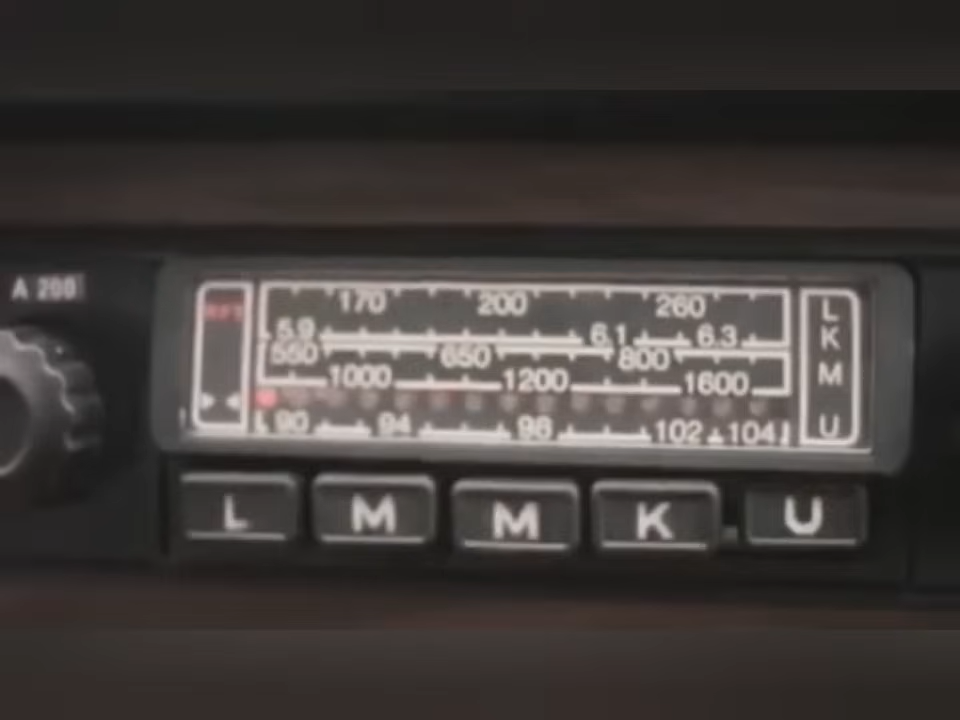 A 200
170 200 260
L
5.9 6.1 6.3
K
550 650 800
1000 1200 1600
M
90 94 98 102 104
U
L M M K U